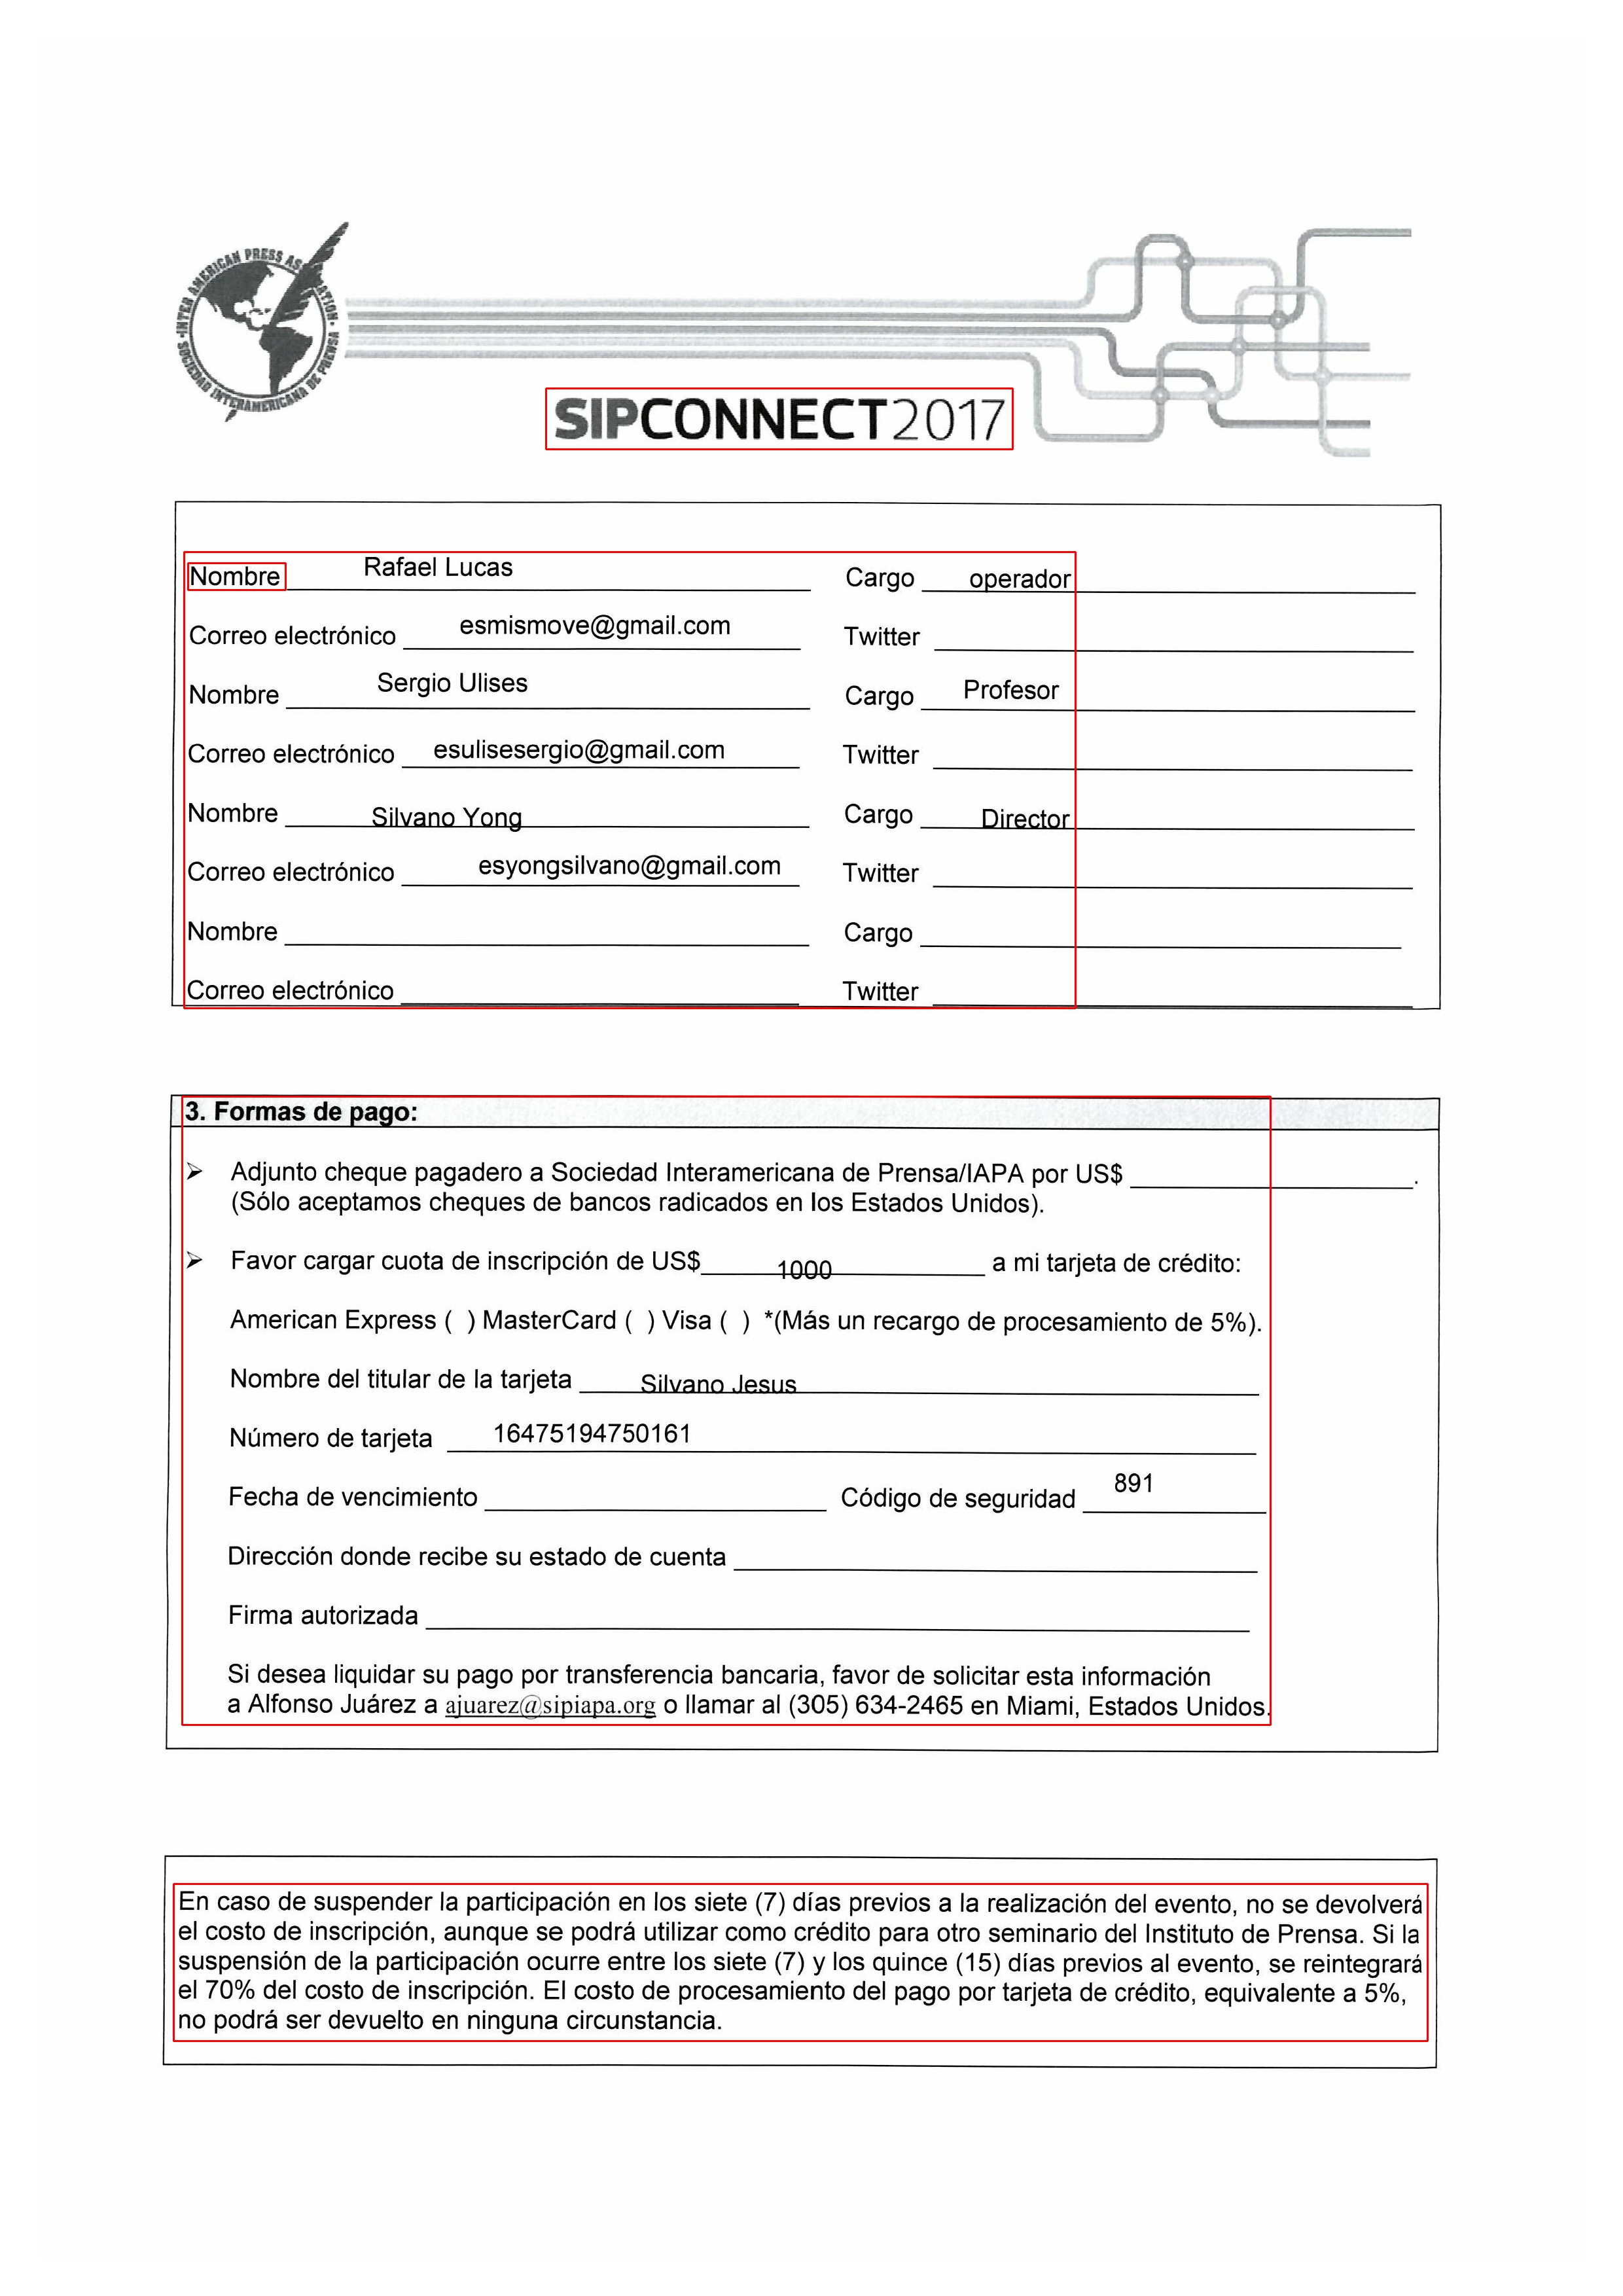 INTER AMERICAN PRESS ASSOCIATION • SOCIEDAD INTERAMERICANA DE PRENSA
SIPCONNECT2017
Nombre Rafael Lucas Cargo operador
Correo electrónico esmismove@gmail.com Twitter
Nombre Sergio Ulises Cargo Profesor
Correo electrónico esulisesergio@gmail.com Twitter
Nombre Silvano Yong Cargo Director
Correo electrónico esyongsilvano@gmail.com Twitter
Nombre Cargo
Correo electrónico Twitter
3. Formas de pago:
➢ Adjunto cheque pagadero a Sociedad Interamericana de Prensa/IAPA por US$ .
(Sólo aceptamos cheques de bancos radicados en los Estados Unidos).
➢ Favor cargar cuota de inscripción de US$ 1000 a mi tarjeta de crédito:
American Express ( ) MasterCard ( ) Visa ( ) *(Más un recargo de procesamiento de 5%).
Nombre del titular de la tarjeta Silvano Jesus
Número de tarjeta 16475194750161
Fecha de vencimiento Código de seguridad 891
Dirección donde recibe su estado de cuenta
Firma autorizada
Si desea liquidar su pago por transferencia bancaria, favor de solicitar esta información
a Alfonso Juárez a ajuarez@sipiapa.org o llamar al (305) 634-2465 en Miami, Estados Unidos.
En caso de suspender la participación en los siete (7) días previos a la realización del evento, no se devolverá
el costo de inscripción, aunque se podrá utilizar como crédito para otro seminario del Instituto de Prensa. Si la
suspensión de la participación ocurre entre los siete (7) y los quince (15) días previos al evento, se reintegrará
el 70% del costo de inscripción. El costo de procesamiento del pago por tarjeta de crédito, equivalente a 5%,
no podrá ser devuelto en ninguna circunstancia.